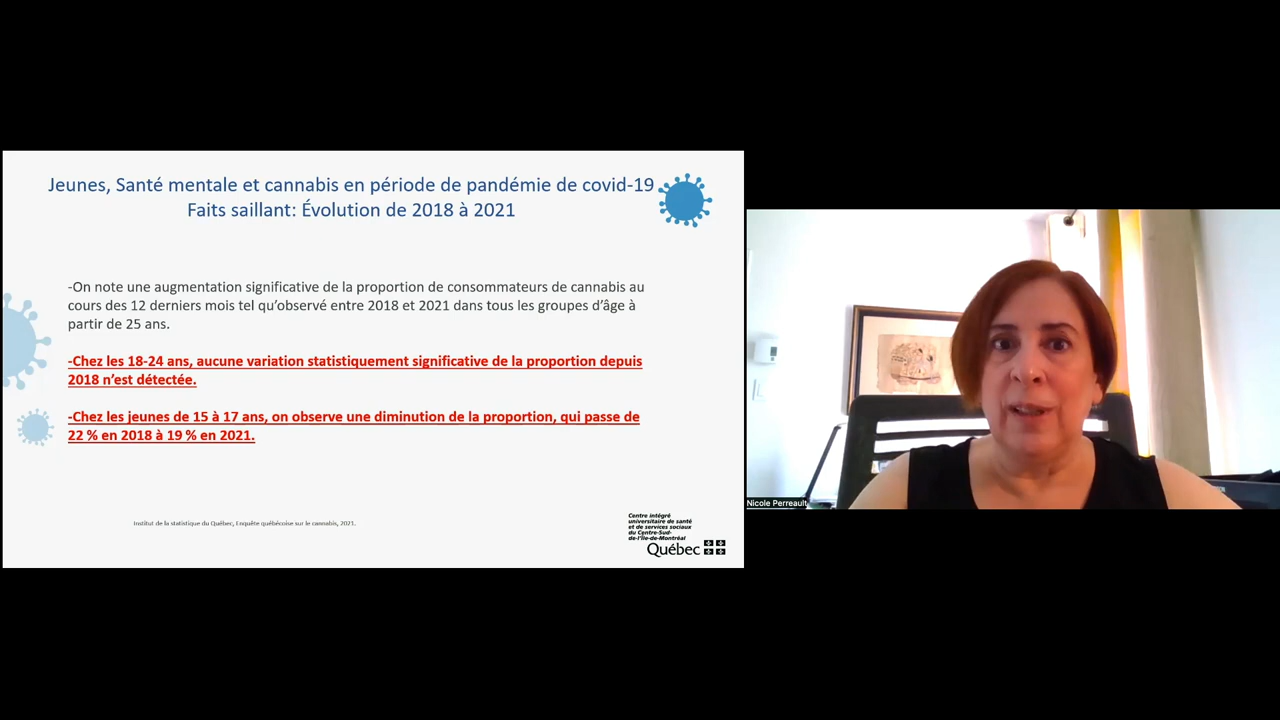 Jeunes, Santé mentale et cannabis en période de pandémie de covid-19
Faits saillant: Évolution de 2018 à 2021
-On note une augmentation significative de la proportion de consommateurs de cannabis au
cours des 12 derniers mois tel qu'observé entre 2018 et 2021 dans tous les groupes d'âge à
partir de 25 ans.
-Chez les 18-24 ans, aucune variation statistiquement significative de la proportion depuis
2018 n'est détectée.
-Chez les jeunes de 15 à 17 ans, on observe une diminution de la proportion, qui passe de
22 % en 2018 à 19 % en 2021.
Institut de la statistique du Québec, Enquête québécoise sur le cannabis, 2021.
Centre intégré
universitaire de santé
et de services sociaux
du Centre-Sud-
de-l'Île-de-Montréal
Québec
Nicole Perreault